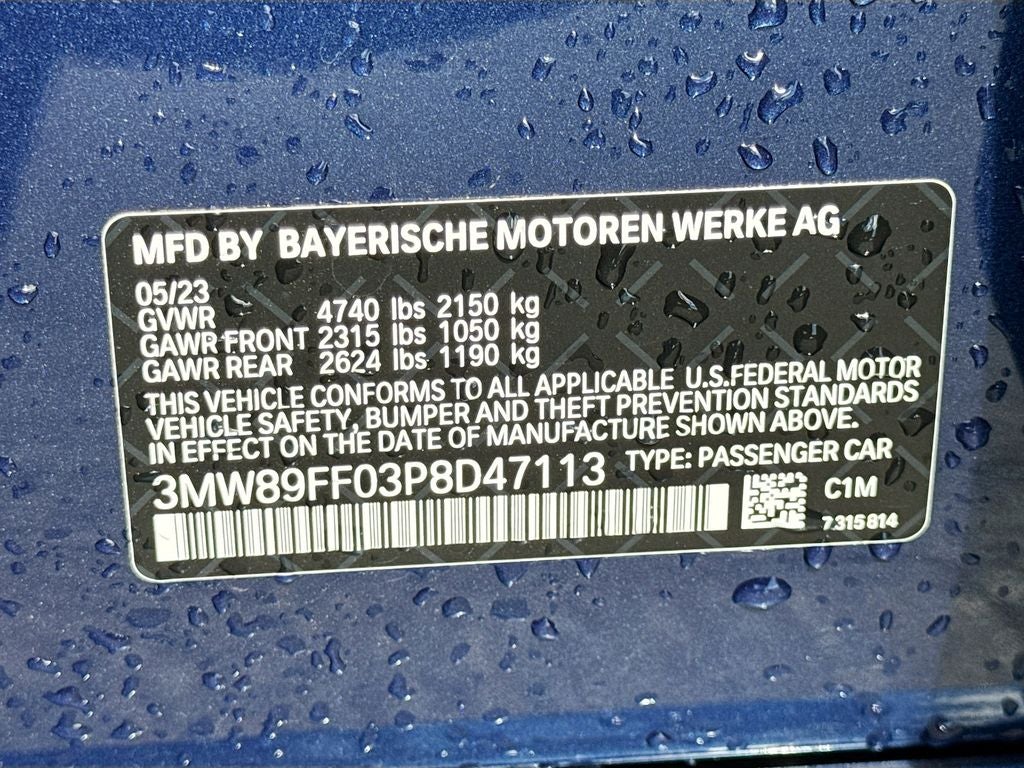 MFD BY BAYERISCHE MOTOREN WERKE AG
05/23
GVWR 4740 lbs 2150 kg
GAWR FRONT 2315 lbs 1050 kg
GAWR REAR 2624 lbs 1190 kg
THIS VEHICLE CONFORMS TO ALL APPLICABLE U.S.FEDERAL MOTOR
VEHICLE SAFETY, BUMPER AND THEFT PREVENTION STANDARDS
IN EFFECT ON THE DATE OF MANUFACTURE SHOWN ABOVE.
3MW89FF03P8D47113 TYPE: PASSENGER CAR
C1M
7315814